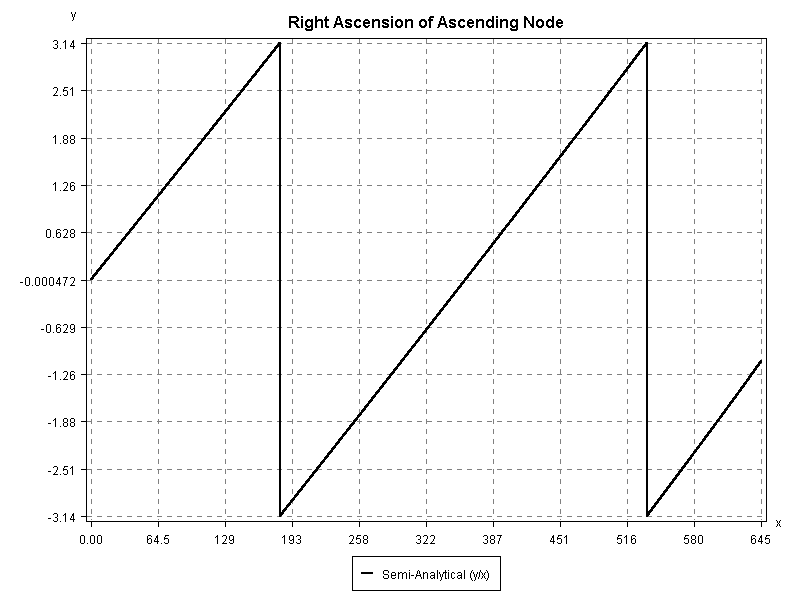 Right Ascension of Ascending Node
y
3.14
2.51
1.88
1.26
0.628
-0.000472
-0.629
-1.26
-1.88
-2.51
-3.14
x
0.00 64.5 129 193 258 322 387 451 516 580 645
Semi-Analytical (y/x)